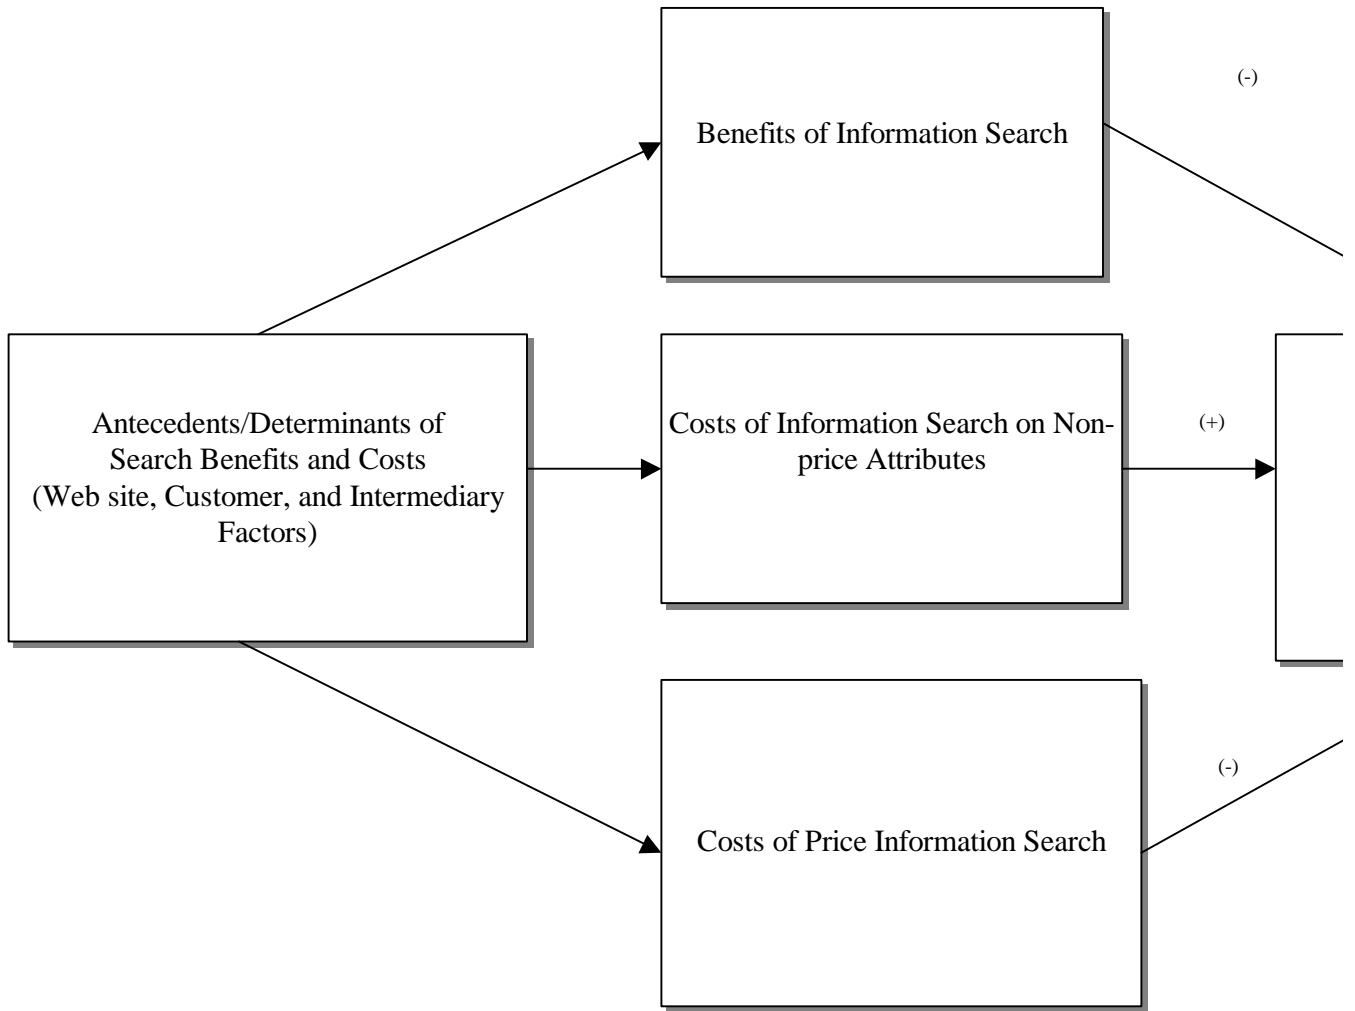 (-)
Benefits of Information Search
Antecedents/Determinants of
Search Benefits and Costs
(Web site, Customer, and Intermediary
Factors)
Costs of Information Search on Non-
price Attributes
(+)
(-)
Costs of Price Information Search